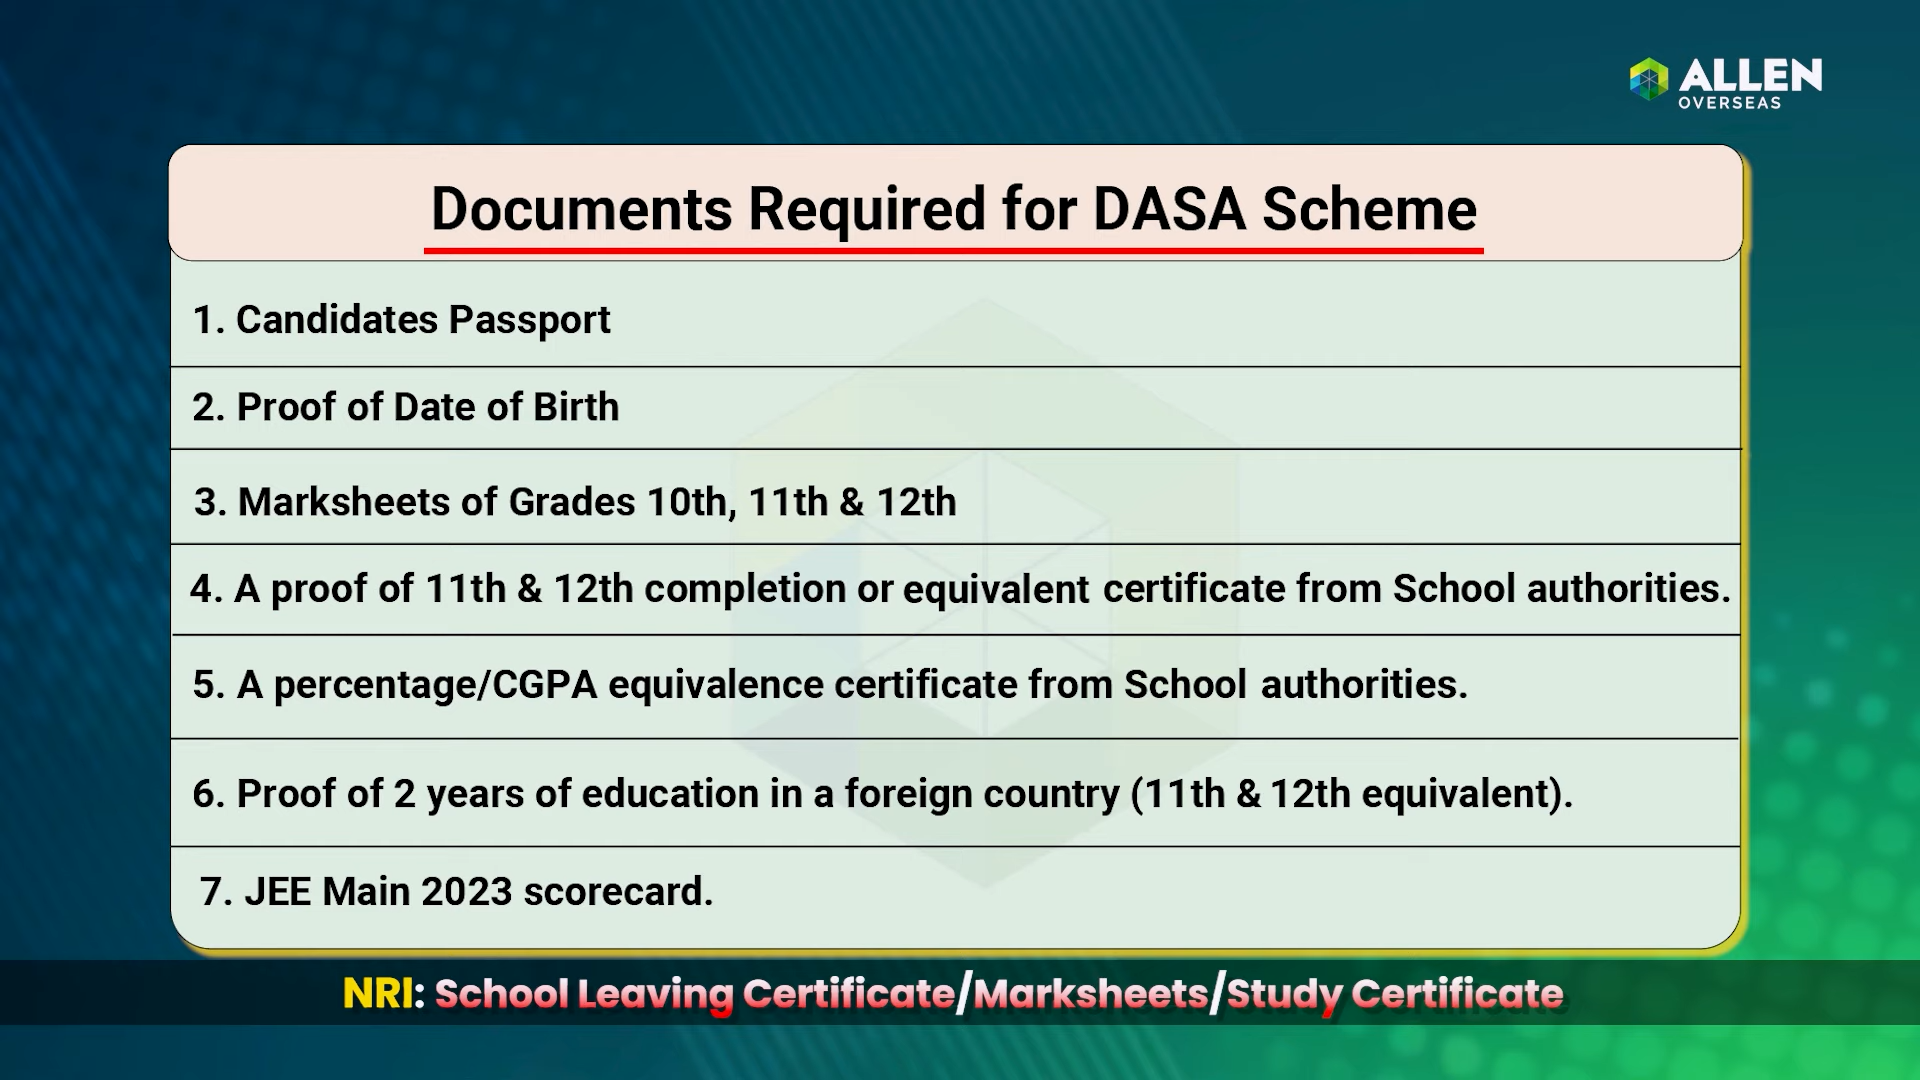 ALLEN
OVERSEAS
Documents Required for DASA Scheme
1. Candidates Passport
2. Proof of Date of Birth
3. Marksheets of Grades 10th, 11th & 12th
4. A proof of 11th & 12th completion or equivalent certificate from School authorities.
5. A percentage/CGPA equivalence certificate from School authorities.
6. Proof of 2 years of education in a foreign country (11th & 12th equivalent).
7. JEE Main 2023 scorecard.
NRI: School Leaving Certificate/Marksheets/Study Certificate